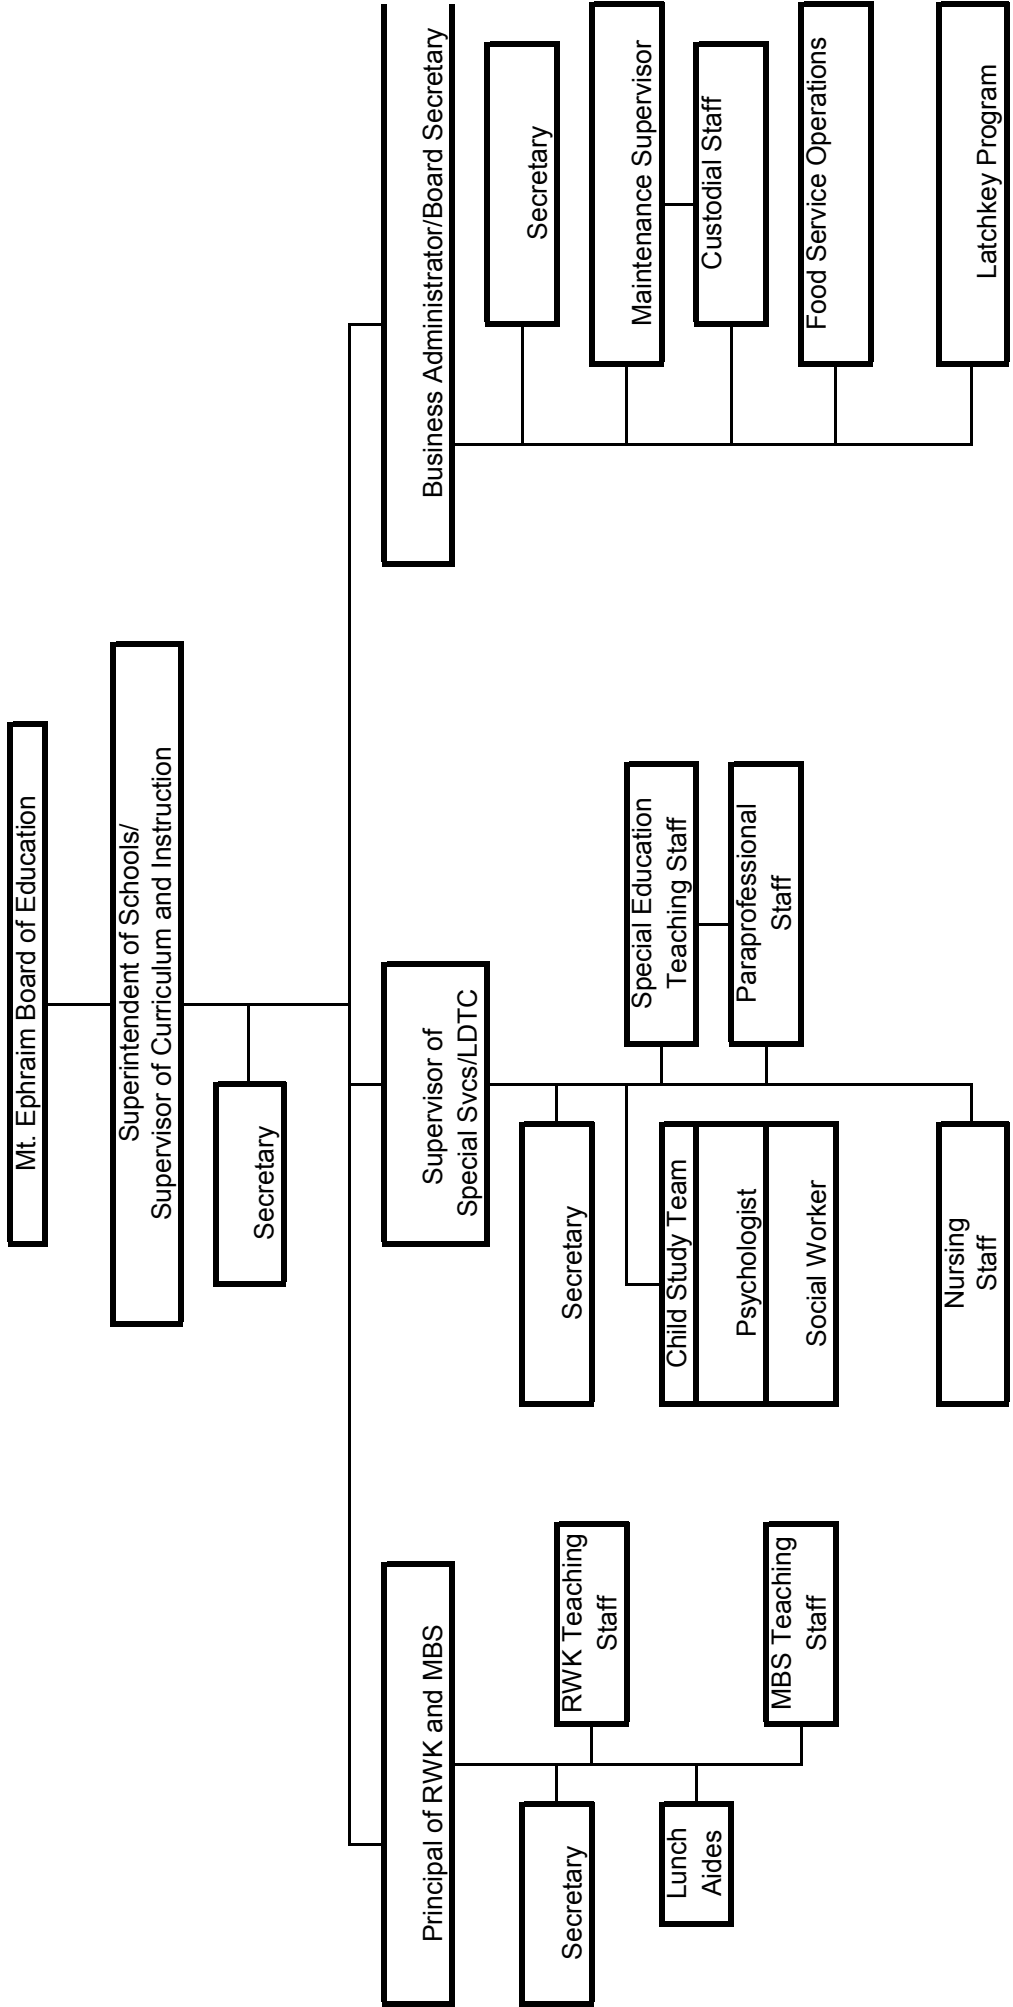 Mt. Ephraim Board of Education
Superintendent of Schools/
Supervisor of Curriculum and Instruction
Secretary
Principal of RWK and MBS
Secretary
RWK Teaching
Staff
Lunch
Aides
MBS Teaching
Staff
Supervisor of
Special Svcs/LDTC
Secretary
Child Study Team
Psychologist
Social Worker
Special Education
Teaching Staff
Paraprofessional
Staff
Nursing
Staff
Business Administrator/Board Secretary
Secretary
Maintenance Supervisor
Custodial Staff
Food Service Operations
Latchkey Program